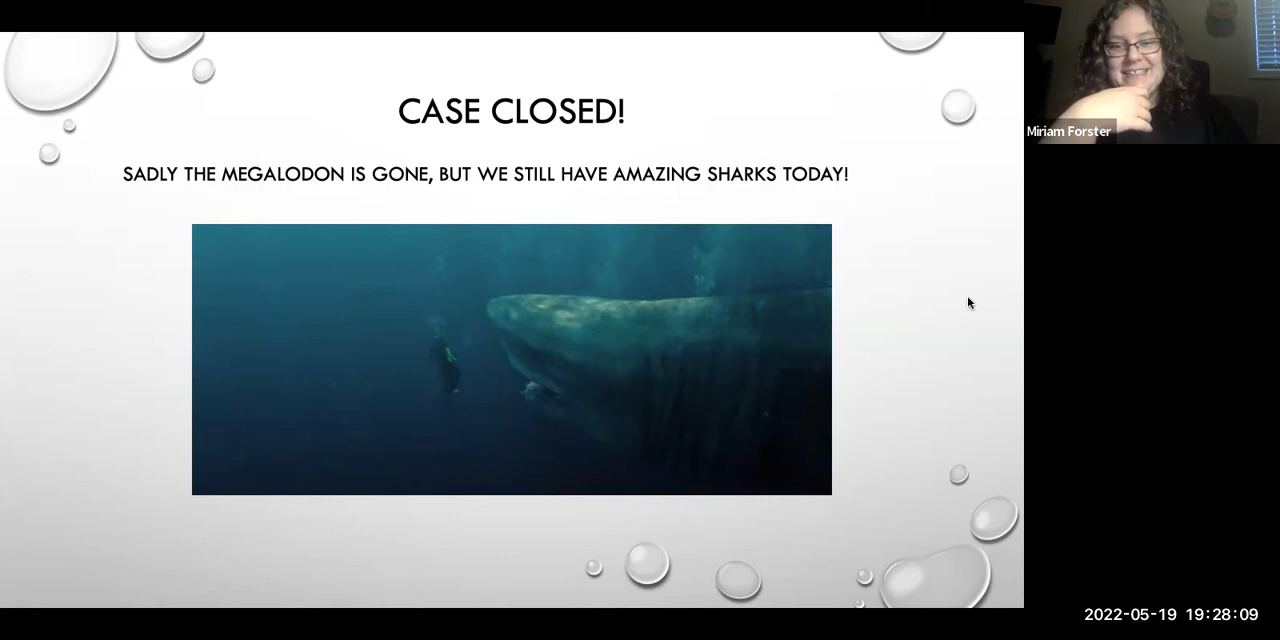 CASE CLOSED!
SADLY THE MEGALODON IS GONE, BUT WE STILL HAVE AMAZING SHARKS TODAY!
Miriam Forster
2022-05-19 19:28:09